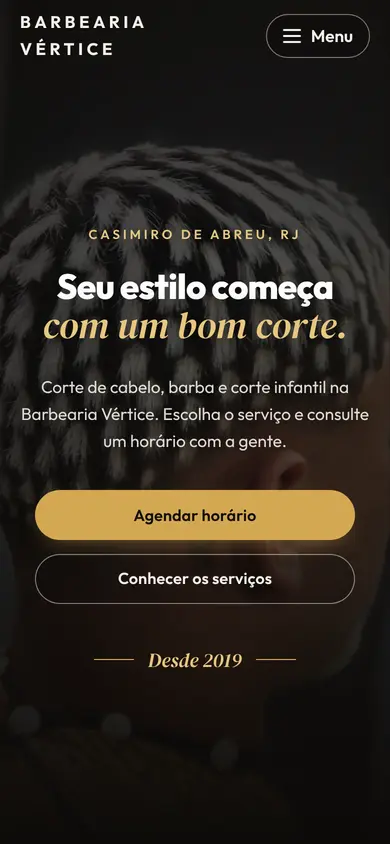 BARBEARIA
VÉRTICE
Menu
CASIMIRO DE ABREU, RJ
Seu estilo começa
com um bom corte.
Corte de cabelo, barba e corte infantil na
Barbearia Vértice. Escolha o serviço e consulte
um horário com a gente.
Agendar horário
Conhecer os serviços
Desde 2019